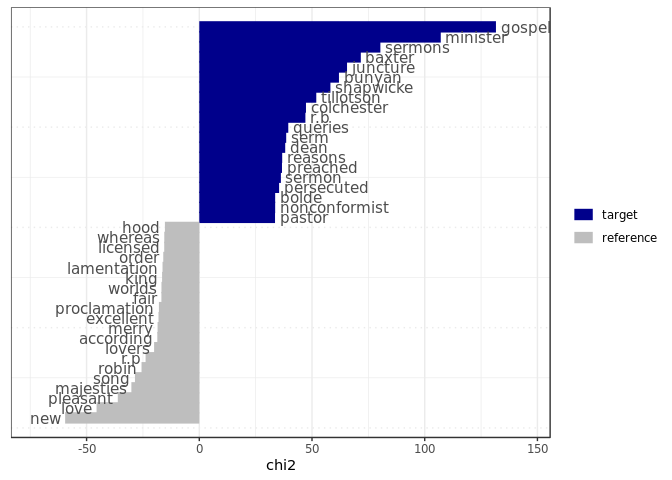 gospel
minister
sermons
baxter
juncture
bunyan
shapwicke
tillotson
colchester
r.b
queries
serm
dean
reasons
preached
sermon
persecuted
bolde
nonconformist
pastor
hood
whereas
licensed
order
lamentation
king
worlds
fair
proclamation
excellent
merry
according
lovers
r.p
robin
song
majesties
pleasant
love
new
target
reference
-50 0 50 100 150
chi2